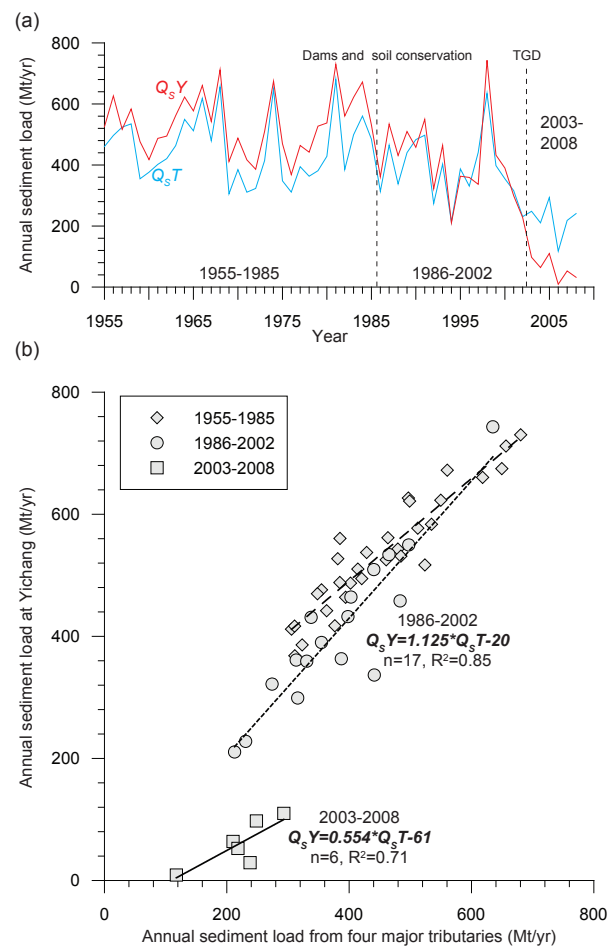 (a)
Annual sediment load (Mt/yr)
800
600
400
200
0
Dams and soil conservation
TGD
QsY
QsT
2003-
2008
1955-1985
1986-2002
1955
1965
1975
1985
1995
2005
Year
(b)
Annual sediment load at Yichang (Mt/yr)
800
600
400
200
0
1955-1985
1986-2002
2003-2008
1986-2002
QsY=1.125*QsT-20
n=17, R²=0.85
2003-2008
QsY=0.554*QsT-61
n=6, R²=0.71
0
200
400
600
800
Annual sediment load from four major tributaries (Mt/yr)